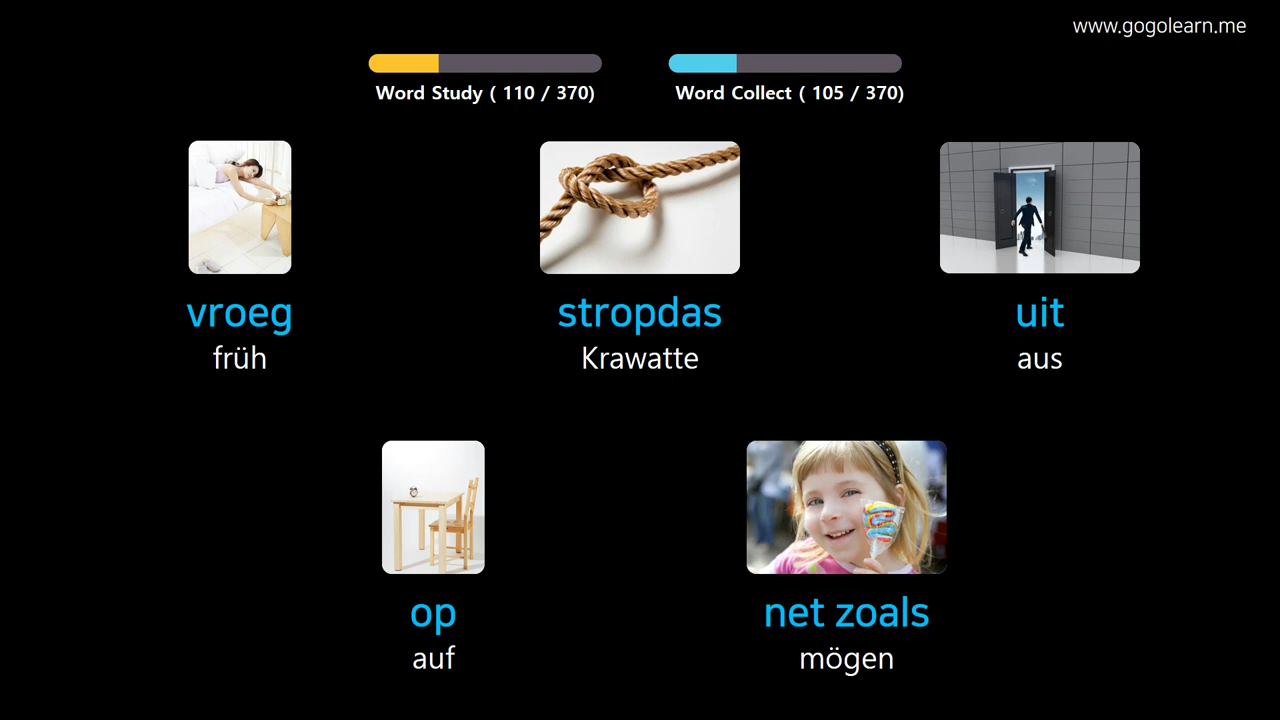 www.gogolearn.me
Word Study ( 110 / 370)
Word Collect ( 105 / 370)
vroeg
früh
stropdas
Krawatte
uit
aus
op
auf
net zoals
mögen